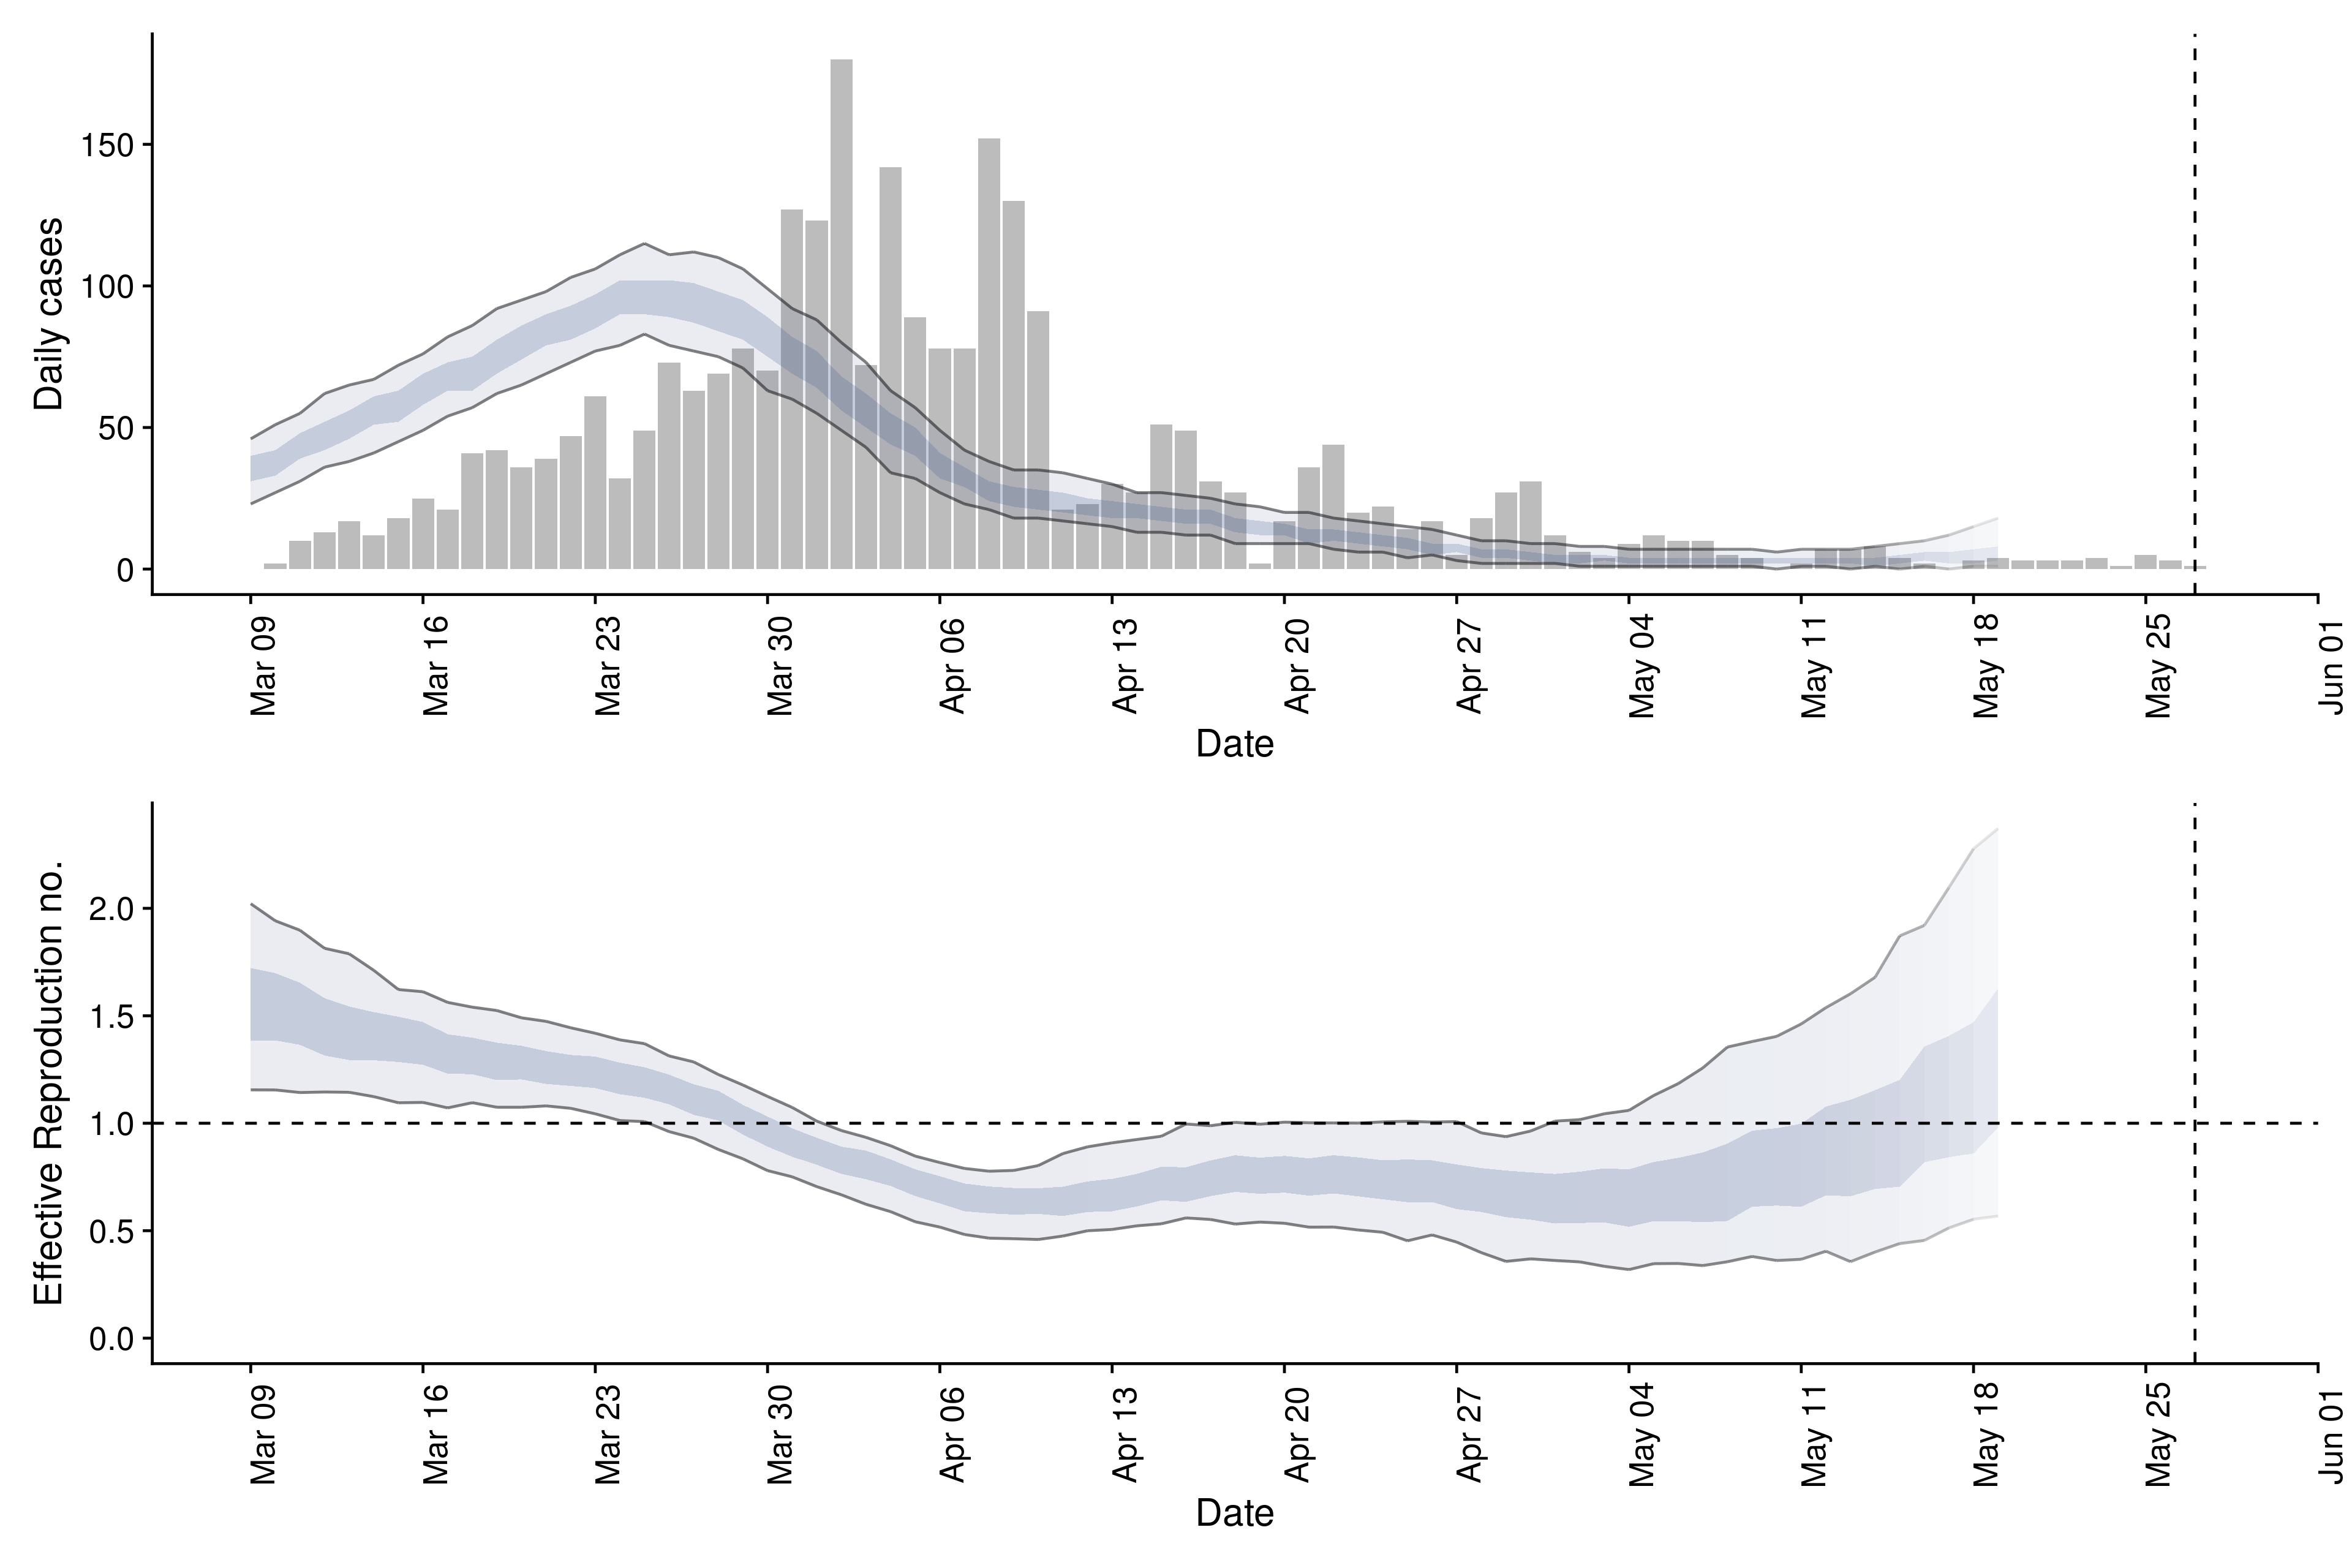 Daily cases
150
100
50
0
Mar 09
Mar 16
Mar 23
Mar 30
Apr 06
Apr 13
Apr 20
Apr 27
May 04
May 11
May 18
May 25
Jun 01
Date
Effective Reproduction no.
2.0
1.5
1.0
0.5
0.0
Mar 09
Mar 16
Mar 23
Mar 30
Apr 06
Apr 13
Apr 20
Apr 27
May 04
May 11
May 18
May 25
Jun 01
Date